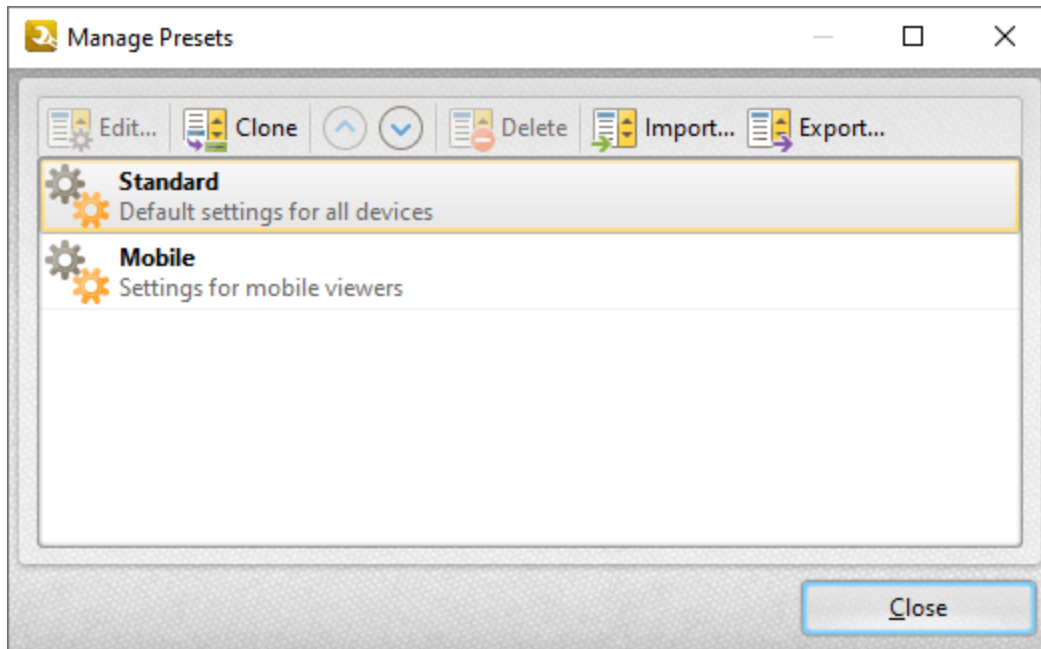 Manage Presets
Edit... Clone Delete Import... Export...
Standard
Default settings for all devices
Mobile
Settings for mobile viewers
Close